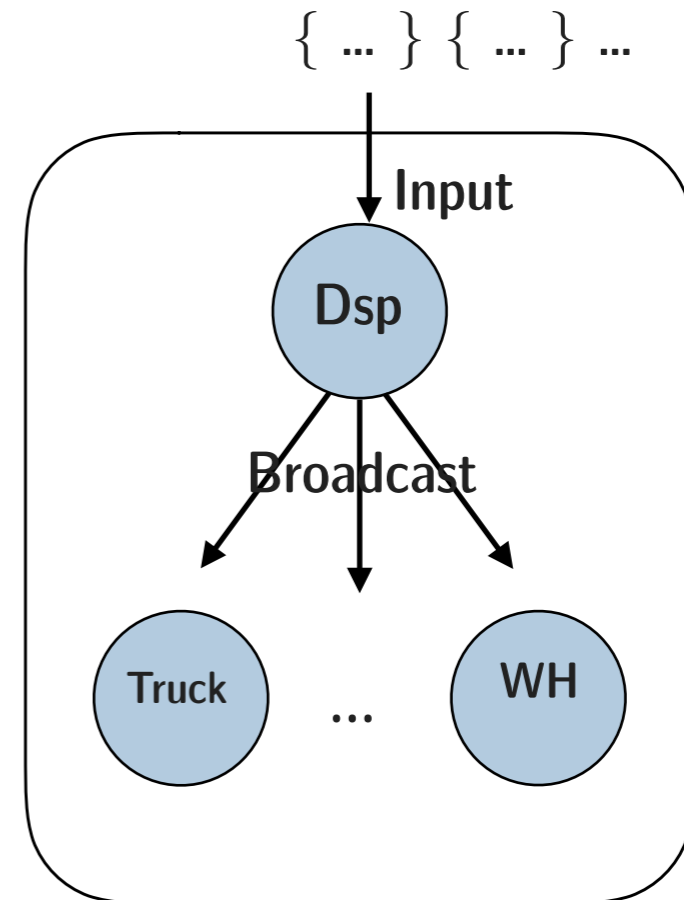 { ... } { ... } ...
Input
Dsp
Broadcast
Truck ... WH